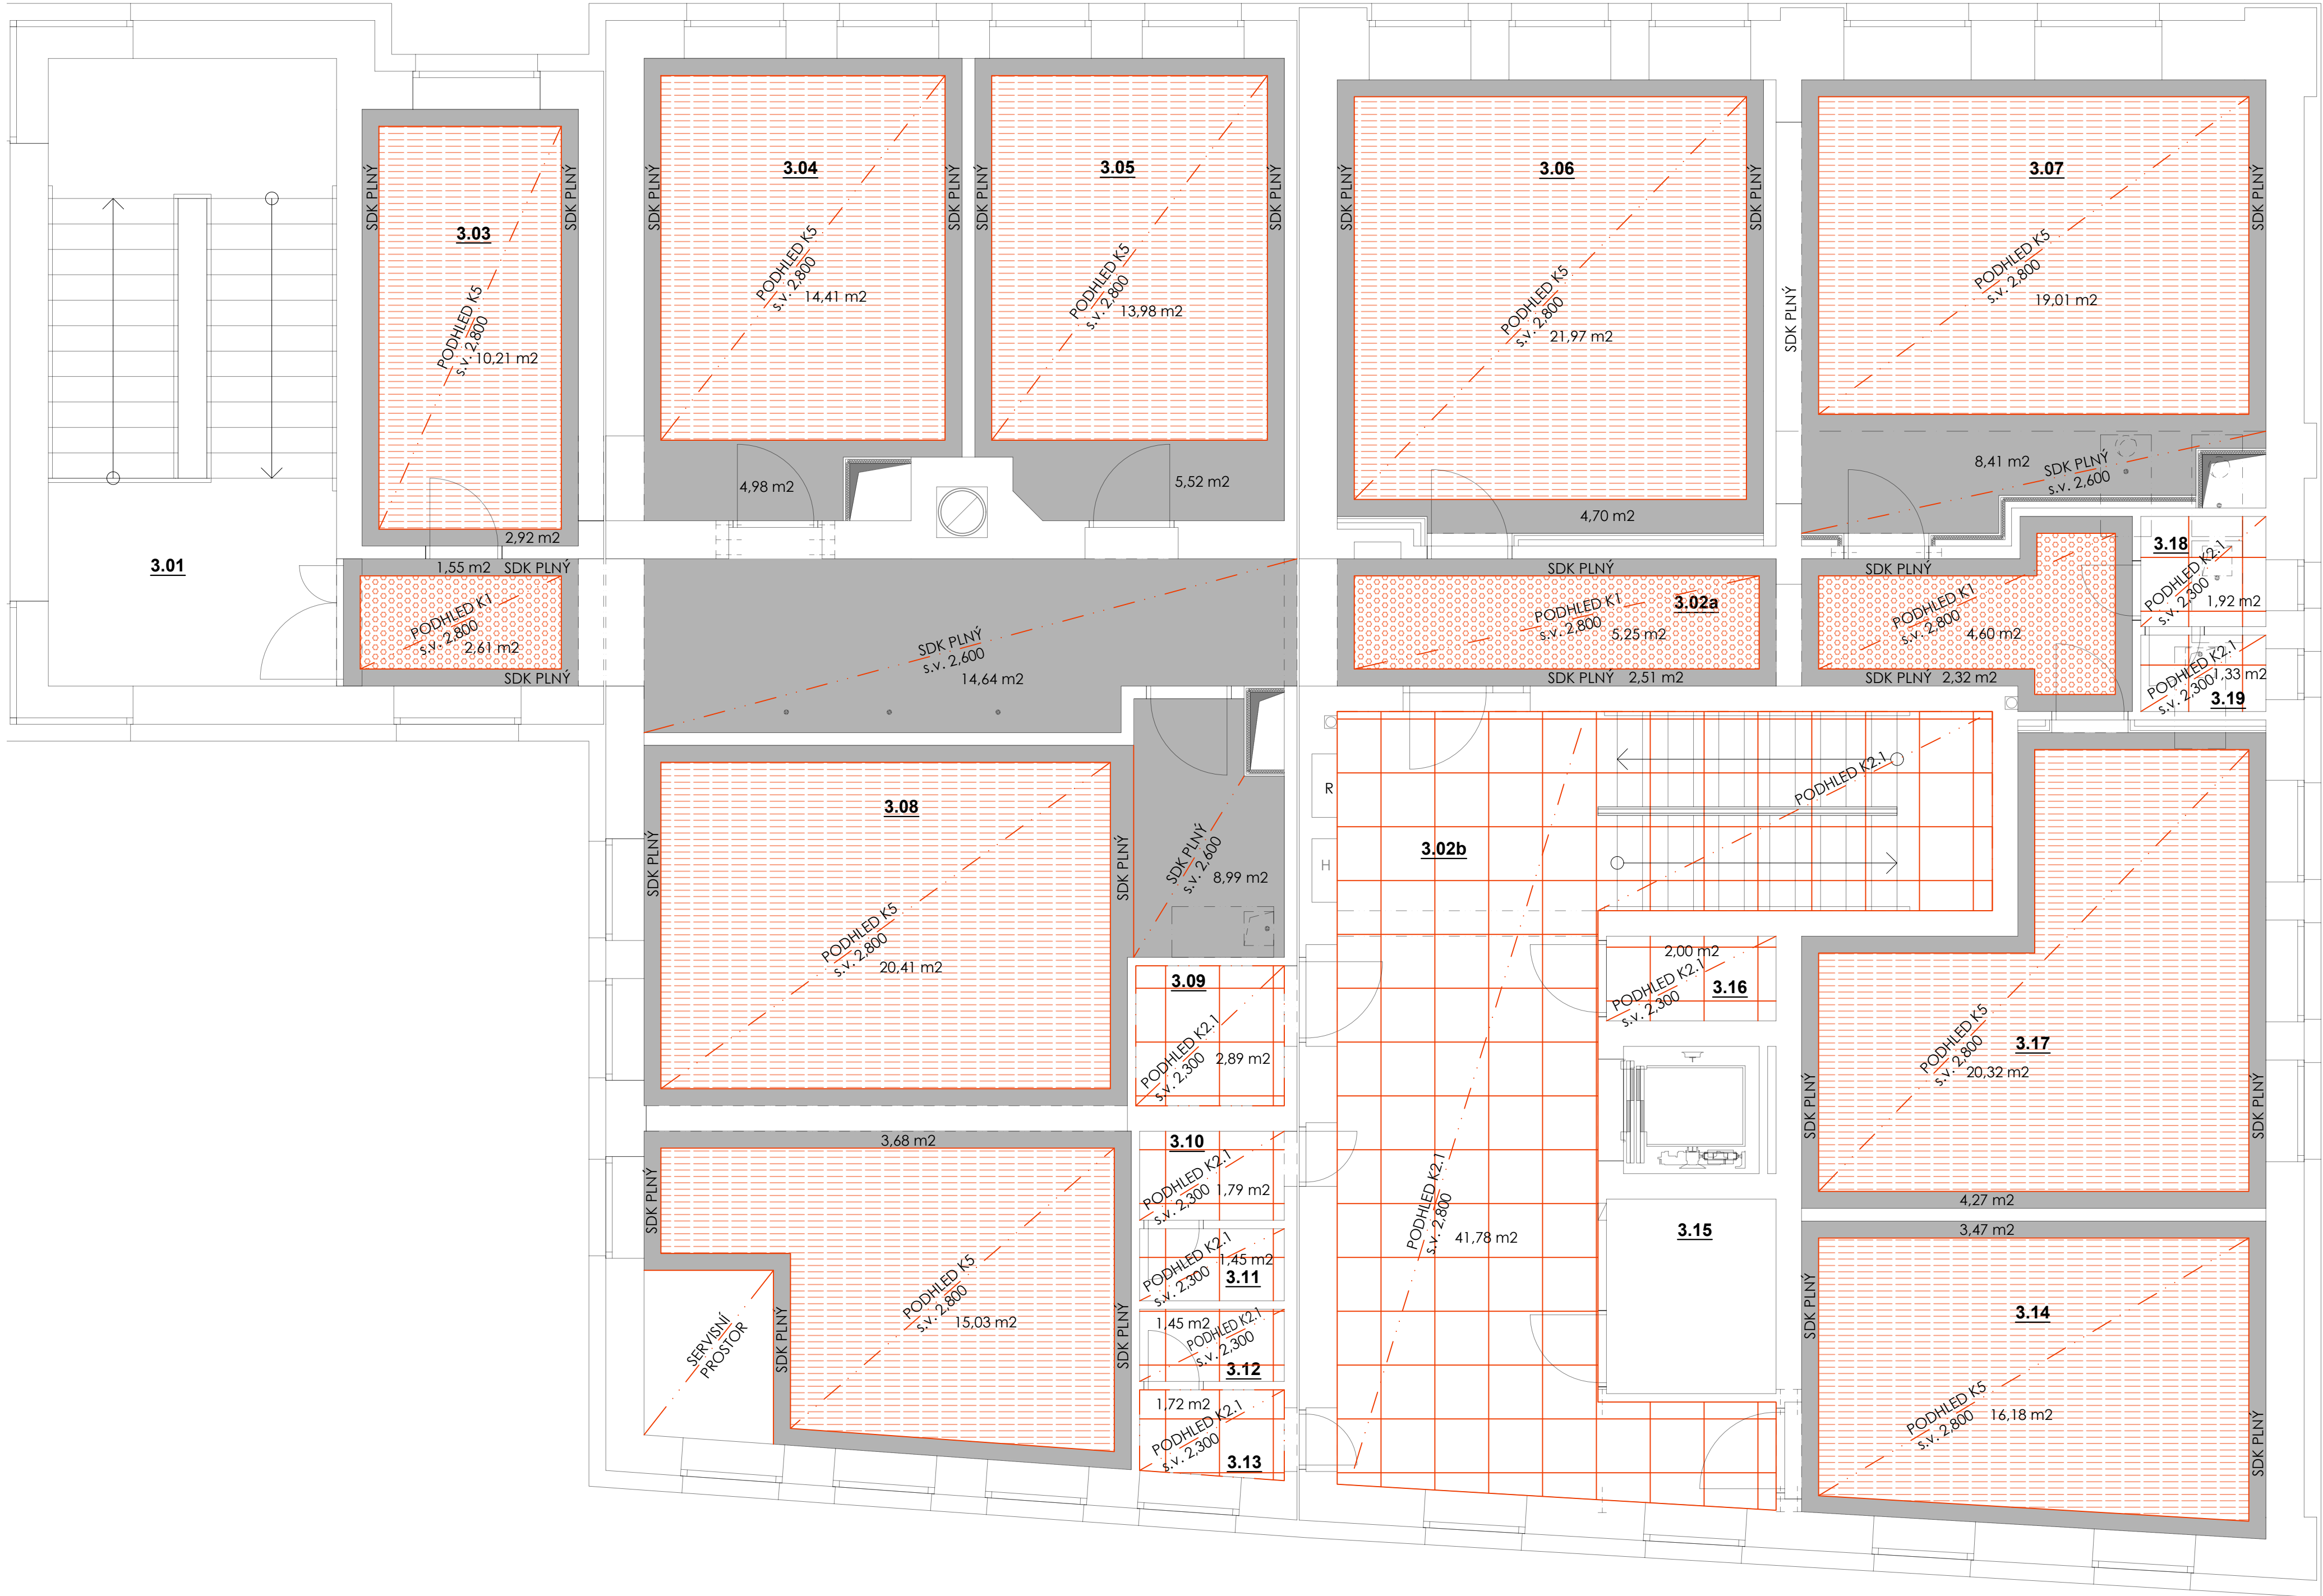 3.01
SDK PLNÝ
SDK PLNÝ
3.03
PODHLED K5
s.v. 2,800
10,21 m2
2,92 m2
1,55 m2
SDK PLNÝ
PODHLED K1
s.v. 2,800
2,61 m2
SDK PLNÝ
SDK PLNÝ
SDK PLNÝ
3.04
PODHLED K5
s.v. 2,800
14,41 m2
4,98 m2
SDK PLNÝ
SDK PLNÝ
3.05
PODHLED K5
s.v. 2,800
13,98 m2
5,52 m2
SDK PLNÝ
s.v. 2,600
14,64 m2
SDK PLNÝ
SDK PLNÝ
3.06
PODHLED K5
s.v. 2,800
21,97 m2
4,70 m2
SDK PLNÝ
SDK PLNÝ
3.07
PODHLED K5
s.v. 2,800
19,01 m2
8,41 m2
SDK PLNÝ
s.v. 2,600
SDK PLNÝ
3.02a
PODHLED K1
s.v. 2,800
5,25 m2
SDK PLNÝ 2,51 m2
SDK PLNÝ
PODHLED K1
s.v. 2,800
4,60 m2
SDK PLNÝ 2,32 m2
3.18
PODHLED K2.1
s.v. 2,300
1,92 m2
PODHLED K2.1
s.v. 2,300
1,33 m2
3.19
SDK PLNÝ
SDK PLNÝ
3.08
PODHLED K5
s.v. 2,800
20,41 m2
SDK PLNÝ
s.v. 2,600
8,99 m2
3.09
PODHLED K2.1
s.v. 2,300
2,89 m2
R
H
3.02b
PODHLED K2.1
PODHLED K2.1
s.v. 2,800
41,78 m2
2,00 m2
PODHLED K2.1
s.v. 2,300
3.16
3.15
SDK PLNÝ
SDK PLNÝ
PODHLED K5
s.v. 2,800
3.17
20,32 m2
4,27 m2
3,68 m2
SDK PLNÝ
SDK PLNÝ
SDK PLNÝ
PODHLED K5
s.v. 2,800
15,03 m2
SERVISNÍ
PROSTOR
3.10
PODHLED K2.1
s.v. 2,300
1,79 m2
PODHLED K2.1
s.v. 2,300
1,45 m2
3.11
1,45 m2
PODHLED K2.1
s.v. 2,300
3.12
1,72 m2
PODHLED K2.1
s.v. 2,300
3.13
3,47 m2
SDK PLNÝ
SDK PLNÝ
3.14
PODHLED K5
s.v. 2,800
16,18 m2